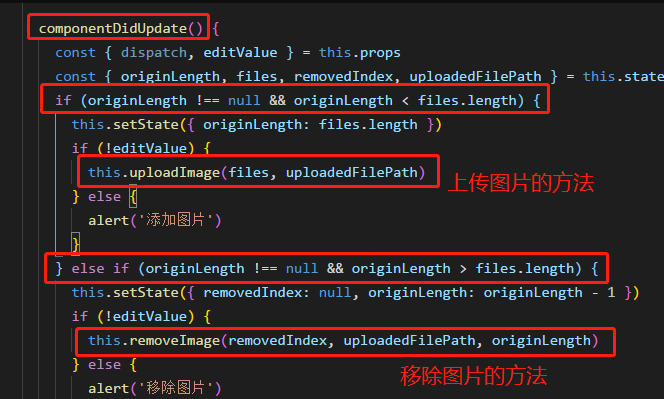 componentDidUpdate() {
const { dispatch, editValue } = this.props
const { originLength, files, removedIndex, uploadedFilePath } = this.state
if (originLength !== null && originLength < files.length) {
this.setState({ originLength: files.length })
if (!editValue) {
this.uploadImage(files, uploadedFilePath)
上传图片的方法
} else {
alert('添加图片')
}
} else if (originLength !== null && originLength > files.length) {
this.setState({ removedIndex: null, originLength: originLength - 1 })
if (!editValue) {
this.removeImage(removedIndex, uploadedFilePath, originLength)
} else {
移除图片的方法
alert('移除图片')